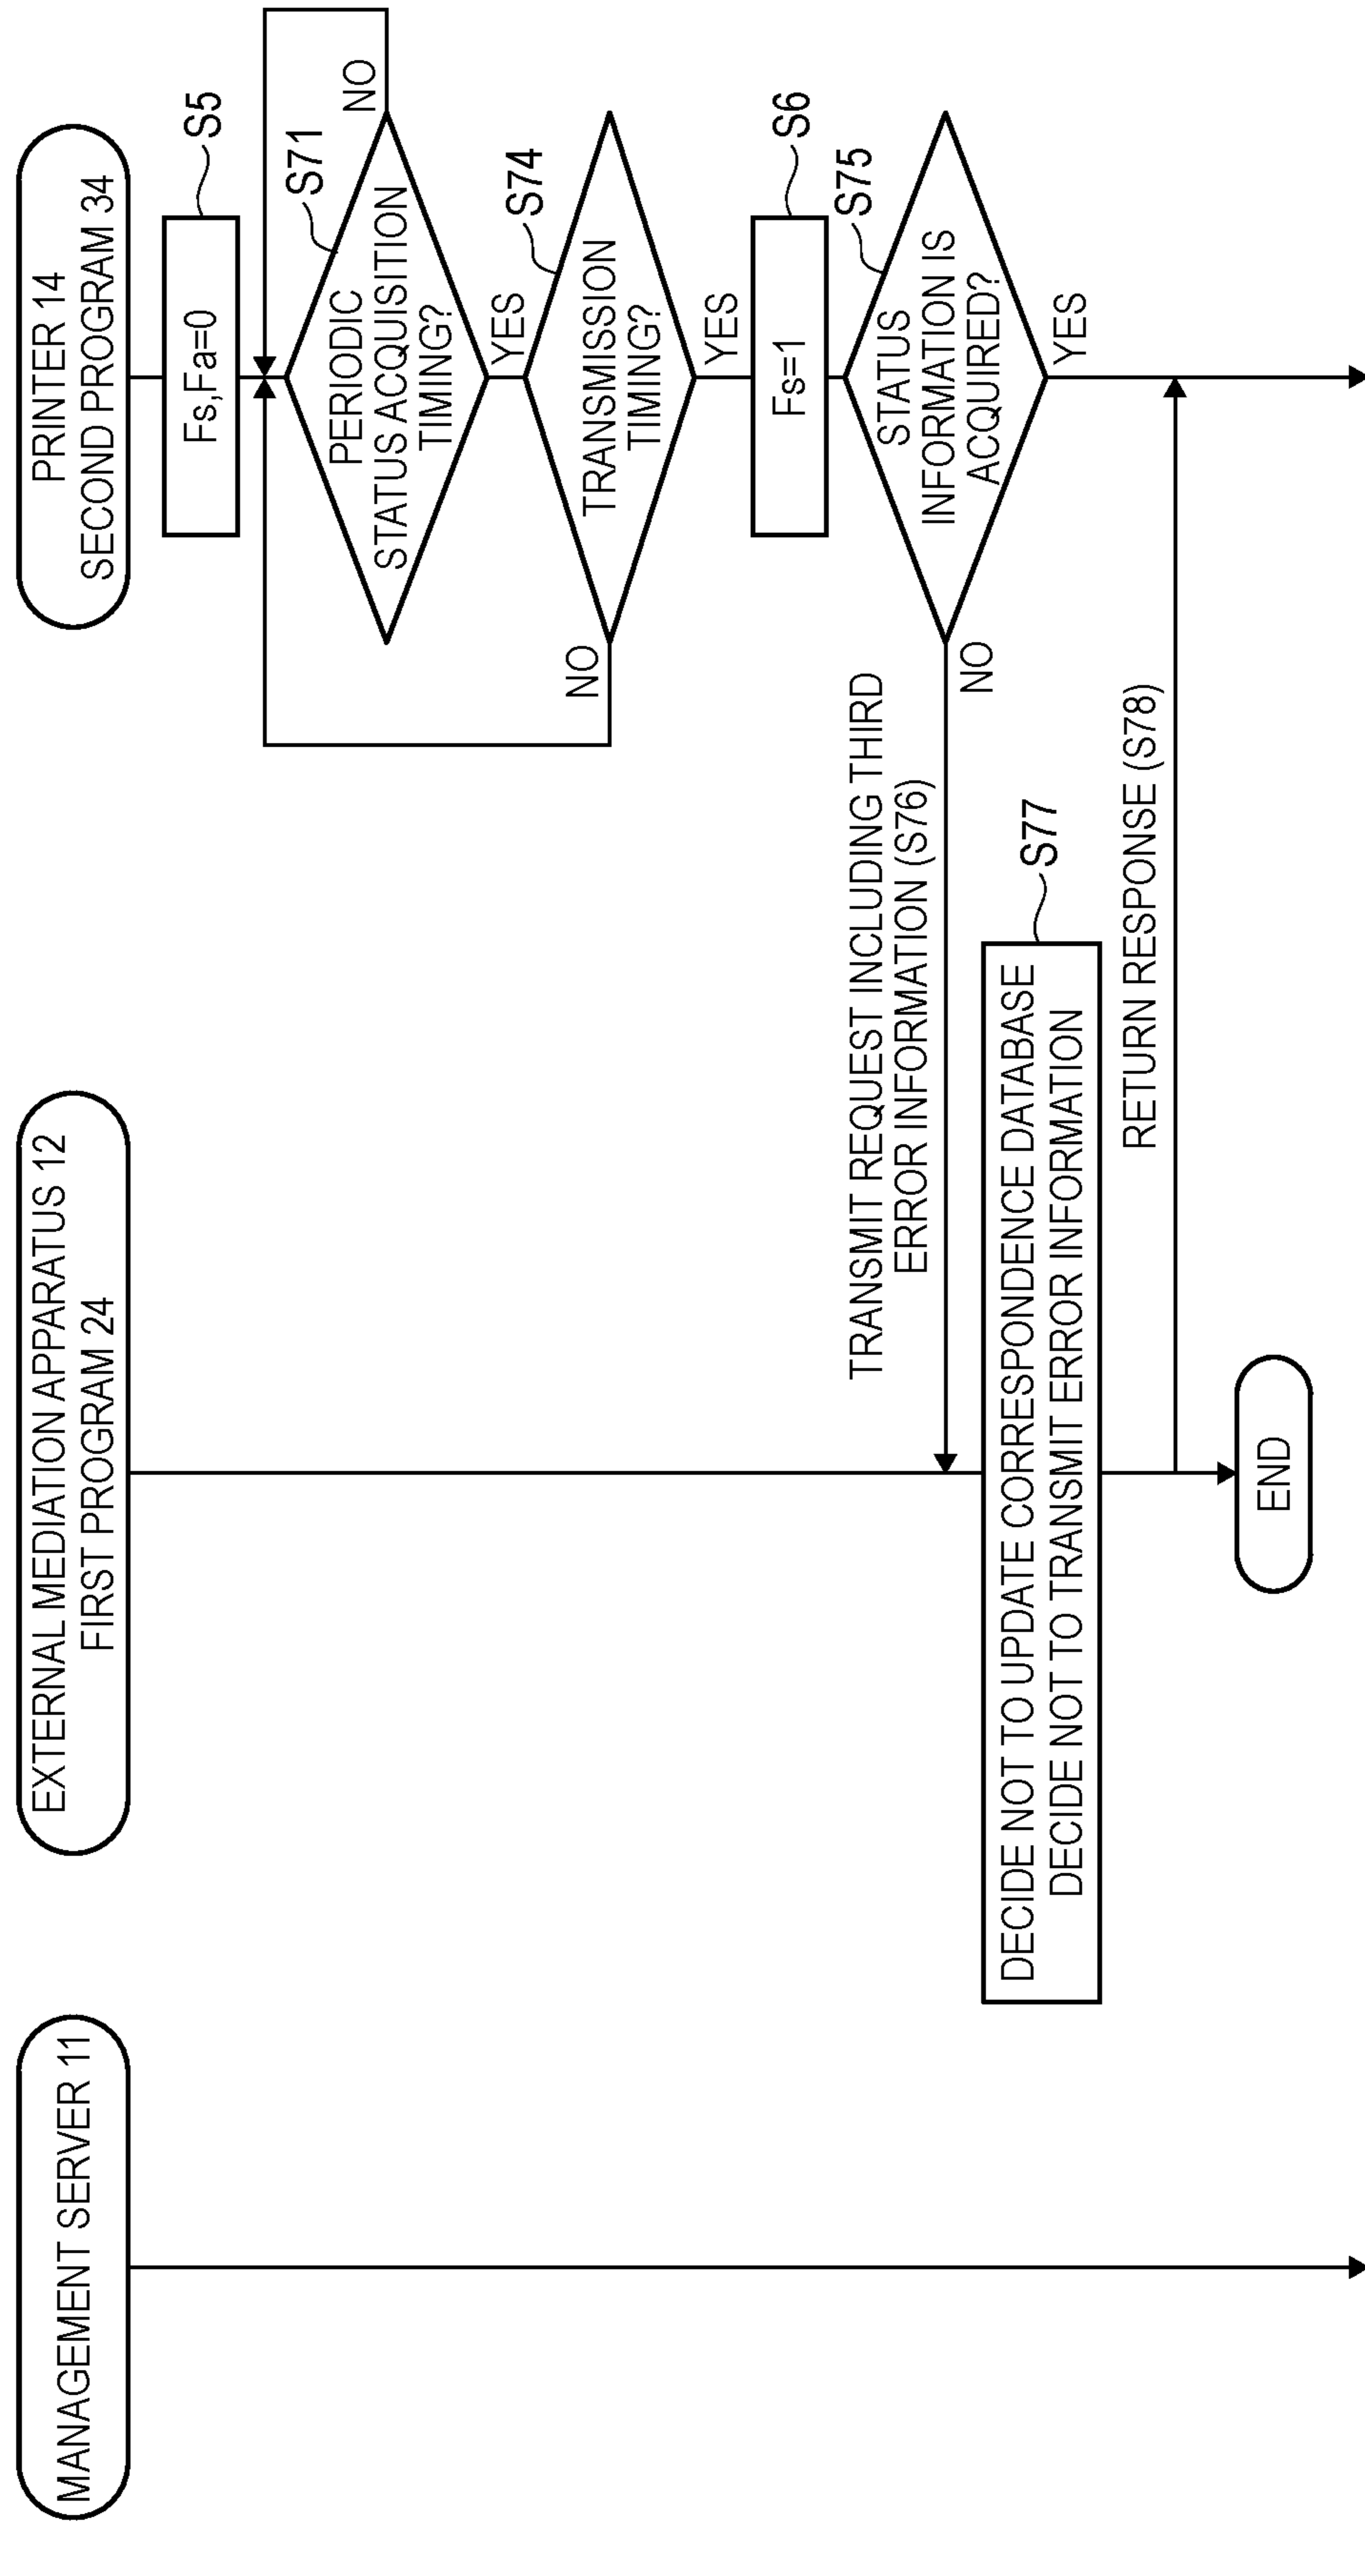 MANAGEMENT SERVER 11
EXTERNAL MEDIATION APPARATUS 12
FIRST PROGRAM 24
PRINTER 14
SECOND PROGRAM 34
Fs,Fa=0
S5
PERIODIC
STATUS ACQUISITION
TIMING?
S71
NO
YES
TRANSMISSION
TIMING?
S74
NO
YES
Fs=1
S6
STATUS
INFORMATION IS
ACQUIRED?
S75
NO
YES
TRANSMIT REQUEST INCLUDING THIRD
ERROR INFORMATION (S76)
DECIDE NOT TO UPDATE CORRESPONDENCE DATABASE
DECIDE NOT TO TRANSMIT ERROR INFORMATION
S77
RETURN RESPONSE (S78)
END